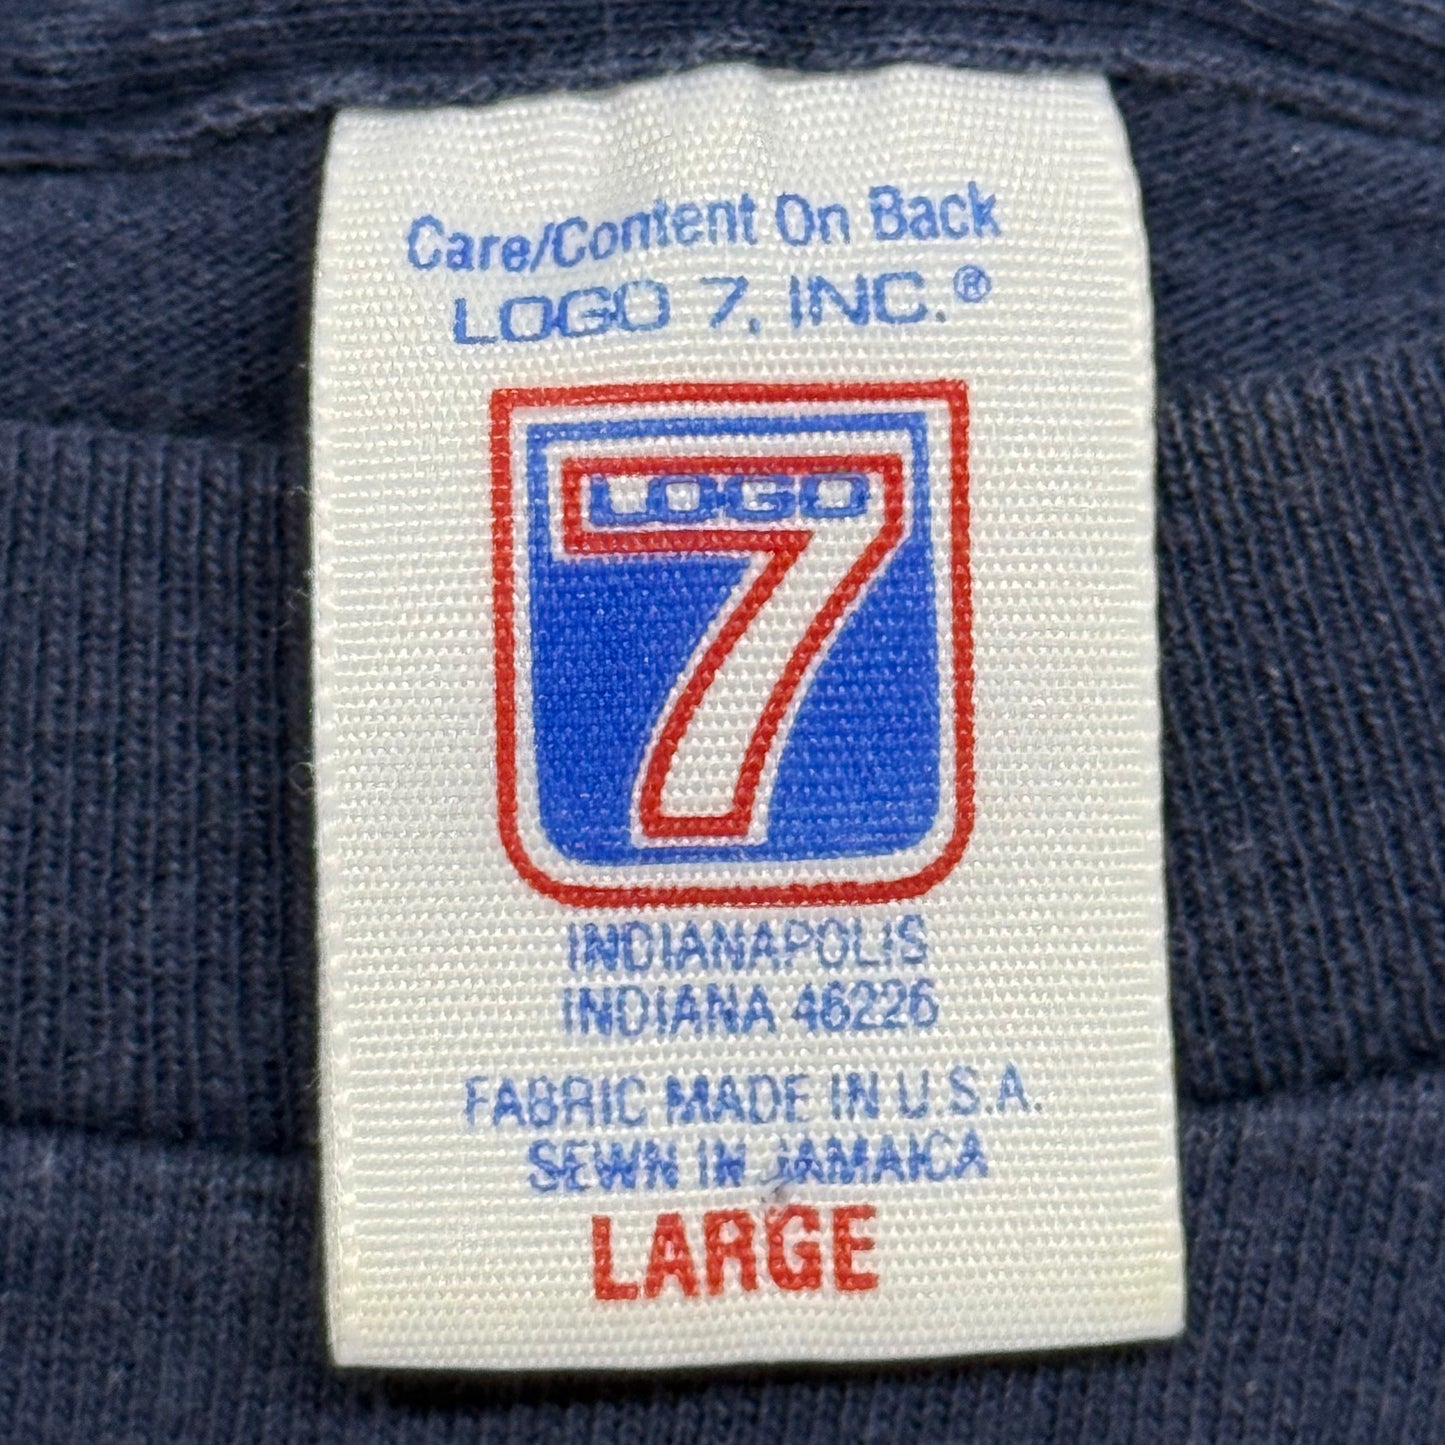 Care/Content On Back
LOGO 7, INC.®
LOGO
7
INDIANAPOLIS
INDIANA 46226
FABRIC MADE IN U.S.A.
SEWN IN JAMAICA
LARGE